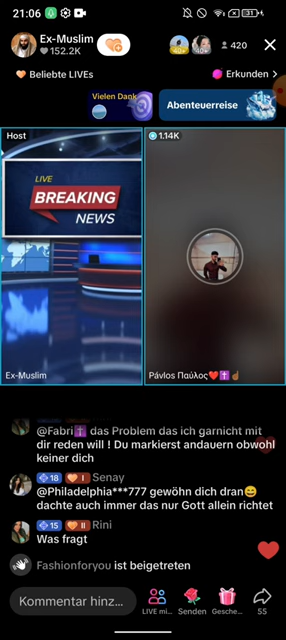 21:06
Ex-Muslim
152.2K
40+
40+
420
Beliebte LIVEs
Erkunden >
Vielen Dank
Abenteuerreise
Host
1.14K
LIVE
BREAKING
NEWS
Ex-Muslim
Pávlos Παύλος❤️✝️☝🏾
@Fabri✝️ das Problem das ich garnicht mit
dir reden will ! Du markierst andauern obwohl
keiner dich
18 I Senay
@Philadelphia***777 gewöhn dich dran😄
dachte auch immer das nur Gott allein richtet
15 II Rini
Was fragt
Fashionforyou ist beigetreten
Kommentar hinz...
LIVE mi...
Senden
Gesche...
55